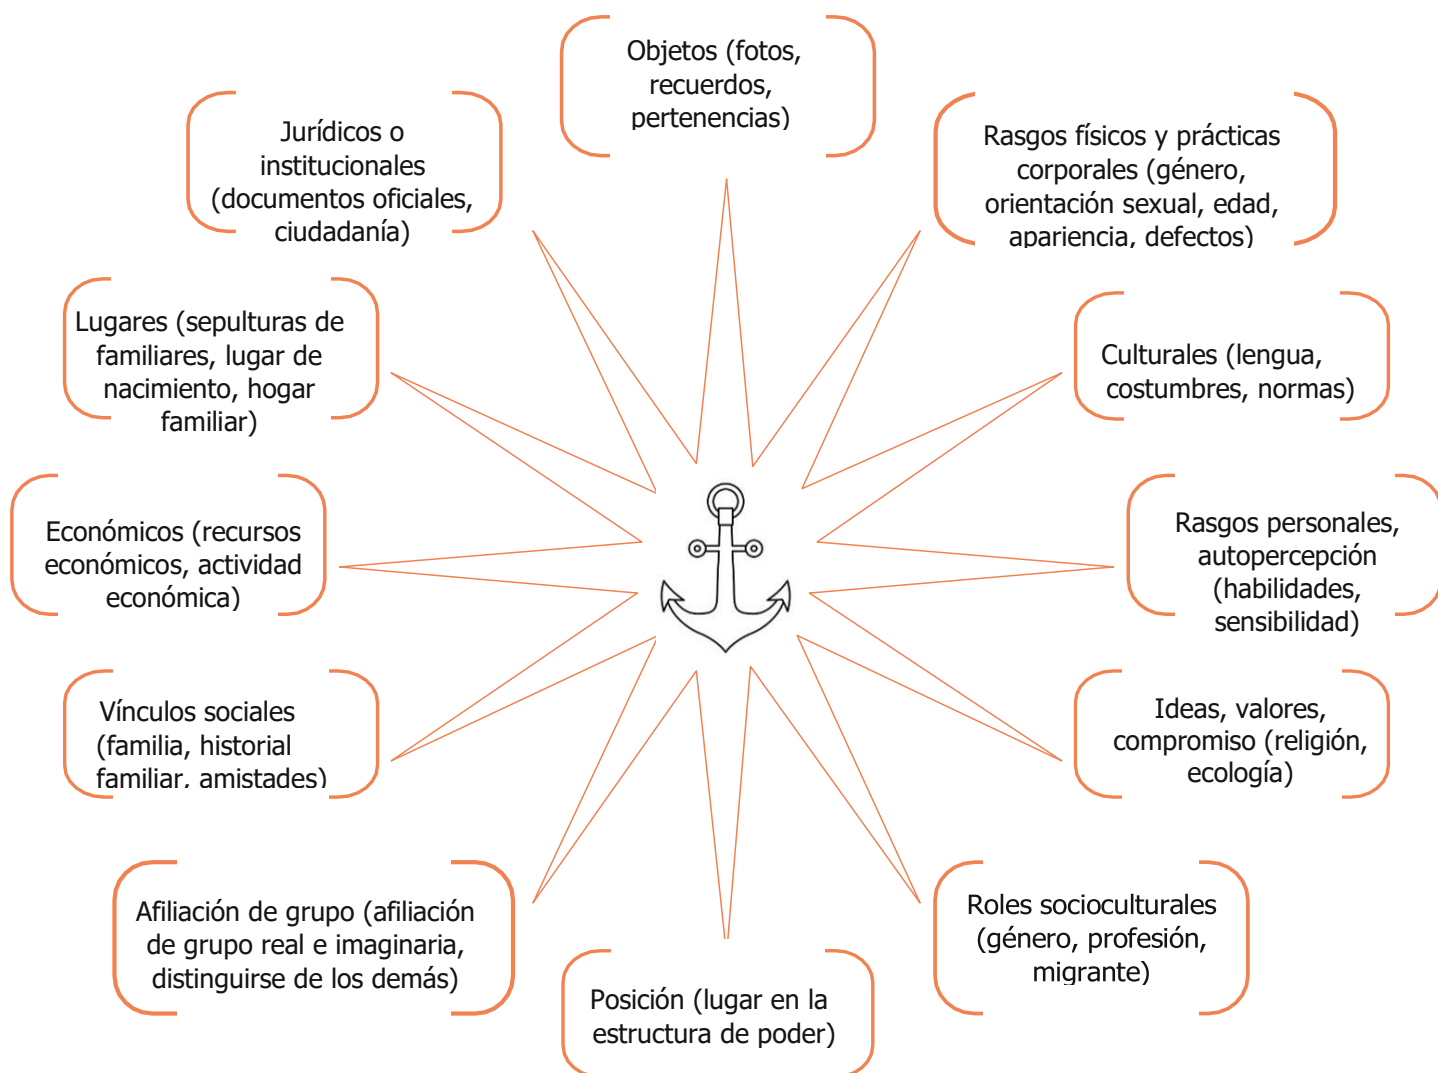 Objetos (fotos,
recuerdos,
pertenencias)
Jurídicos o
institucionales
(documentos oficiales,
ciudadanía)
Rasgos físicos y prácticas
corporales (género,
orientación sexual, edad,
apariencia, defectos)
Lugares (sepulturas de
familiares, lugar de
nacimiento, hogar
familiar)
Culturales (lengua,
costumbres, normas)
Económicos (recursos
económicos, actividad
económica)
Rasgos personales,
autopercepción
(habilidades,
sensibilidad)
Vínculos sociales
(familia, historial
familiar, amistades)
Ideas, valores,
compromiso (religión,
ecología)
Afiliación de grupo (afiliación
de grupo real e imaginaria,
distinguirse de los demás)
Roles socioculturales
(género, profesión,
migrante)
Posición (lugar en la
estructura de poder)